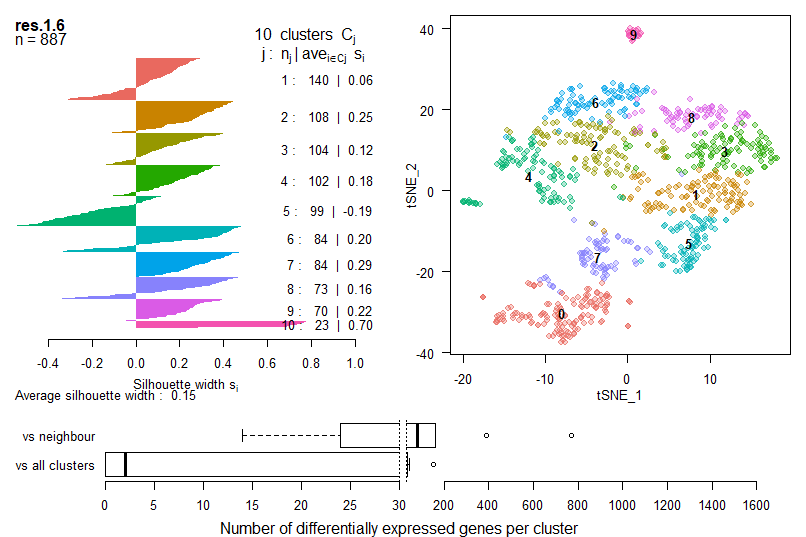 res.1.6
n = 887
10 clusters Cj
j : nj | avei∈Cj si
1 : 140 | 0.06
2 : 108 | 0.25
3 : 104 | 0.12
4 : 102 | 0.18
5 : 99 | -0.19
6 : 84 | 0.20
7 : 84 | 0.29
8 : 73 | 0.16
9 : 70 | 0.22
10 23 | 0.70
-0.4 -0.2 0.0 0.2 0.4 0.6 0.8 1.0
Silhouette width si
Average silhouette width : 0.15
40
20
0
-20
-40
tSNE_2
9
6
8
2
3
4
1
5
7
0
-20 -10 0 10
tSNE_1
vs neighbour
vs all clusters
0 5 10 15 20 25 30 200 400 600 800 1000 1200 1400 1600
Number of differentially expressed genes per cluster